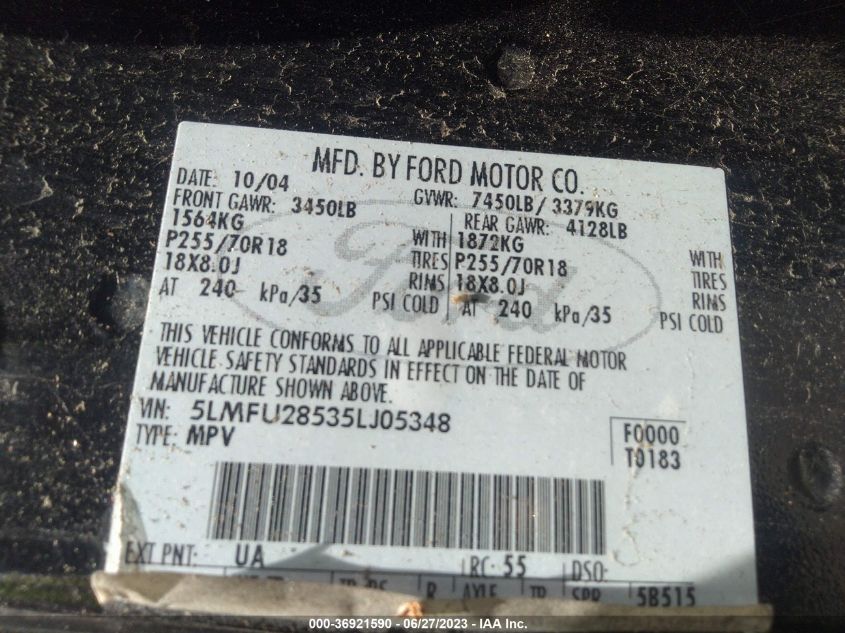 MFD. BY FORD MOTOR CO.
DATE: 10/04 GVWR: 7450LB/ 3379KG
FRONT GAWR: 3450LB REAR GAWR: 4128LB
1564KG WITH 1872KG WITH
P255/70R18 TIRES P255/70R18 TIRES
18X8.0J RIMS 18X8.0J RIMS
AT 240 kPa/35 PSI COLD AT 240 kPa/35 PSI COLD
Ford
THIS VEHICLE CONFORMS TO ALL APPLICABLE FEDERAL MOTOR
VEHICLE SAFETY STANDARDS IN EFFECT ON THE DATE OF
MANUFACTURE SHOWN ABOVE.
VIN: 5LMFU28535LJ05348 F0000
TYPE: MPV T0183
EXT PNT: UA RC: 55 DSO:
R AXLE TR SPR 5B515
000-36921590 - 06/27/2023 - IAA Inc.